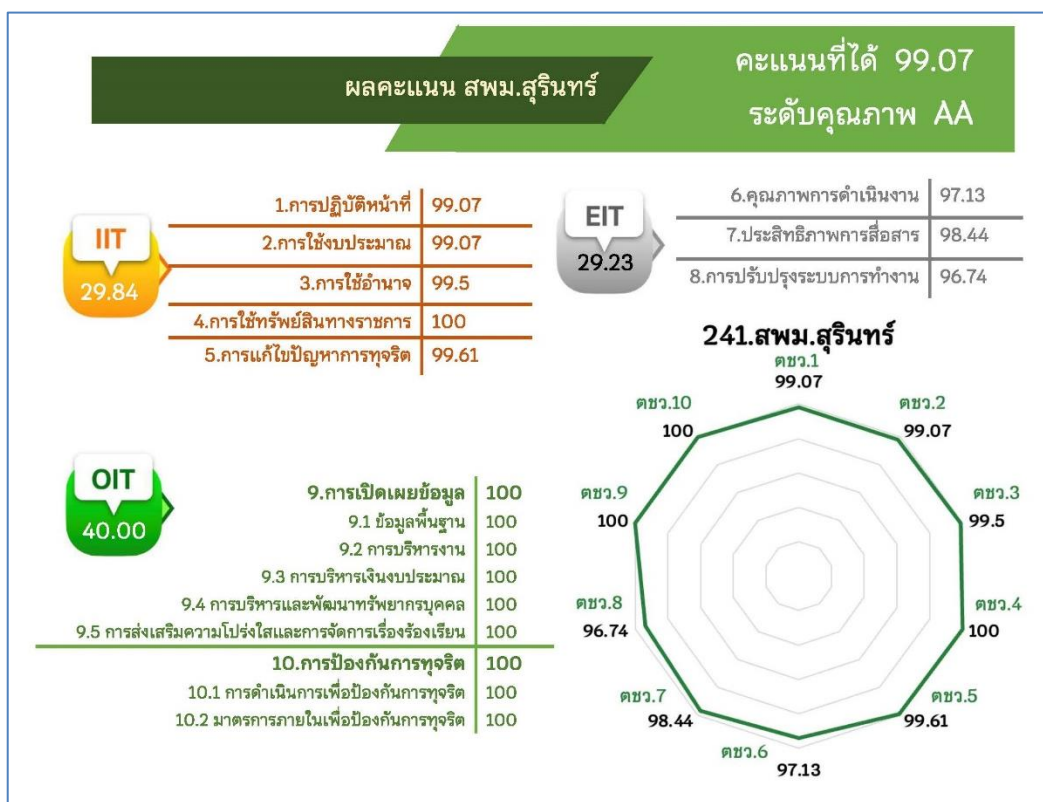 ผลคะแนน สพม.สุรินทร์
คะแนนที่ได้ 99.07
ระดับคุณภาพ AA
IIT
29.84
1.การปฏิบัติหน้าที่ 99.07
2.การใช้งบประมาณ 99.07
3.การใช้อำนาจ 99.5
4.การใช้ทรัพย์สินทางราชการ 100
5.การแก้ไขปัญหาการทุจริต 99.61
EIT
29.23
6.คุณภาพการดำเนินงาน 97.13
7.ประสิทธิภาพการสื่อสาร 98.44
8.การปรับปรุงระบบการทำงาน 96.74
OIT
40.00
9.การเปิดเผยข้อมูล 100
9.1 ข้อมูลพื้นฐาน 100
9.2 การบริหารงาน 100
9.3 การบริหารเงินงบประมาณ 100
9.4 การบริหารและพัฒนาทรัพยากรบุคคล 100
9.5 การส่งเสริมความโปร่งใสและการจัดการเรื่องร้องเรียน 100
10.การป้องกันการทุจริต 100
10.1 การดำเนินการเพื่อป้องกันการทุจริต 100
10.2 มาตรการภายในเพื่อป้องกันการทุจริต 100
241.สพม.สุรินทร์
ตชว.1
99.07
ตชว.2
99.07
ตชว.3
99.5
ตชว.4
100
ตชว.5
99.61
ตชว.6
97.13
ตชว.7
98.44
ตชว.8
96.74
ตชว.9
100
ตชว.10
100